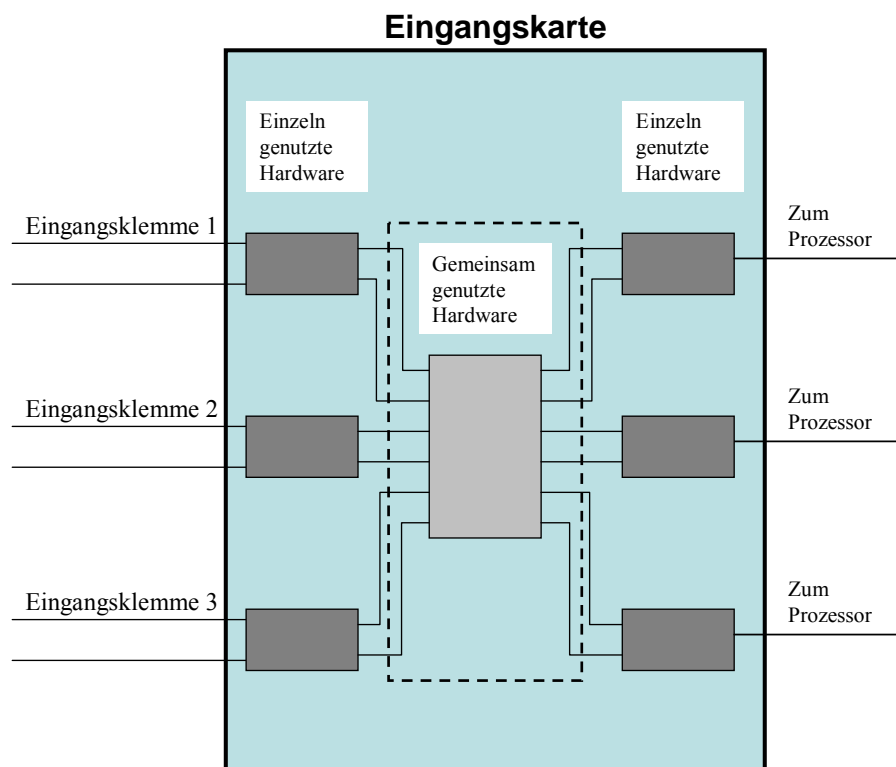 Eingangskarte
Einzeln
genutzte
Hardware
Einzeln
genutzte
Hardware
Eingangsklemme 1
Zum
Prozessor
Gemeinsam
genutzte
Hardware
Eingangsklemme 2
Zum
Prozessor
Eingangsklemme 3
Zum
Prozessor